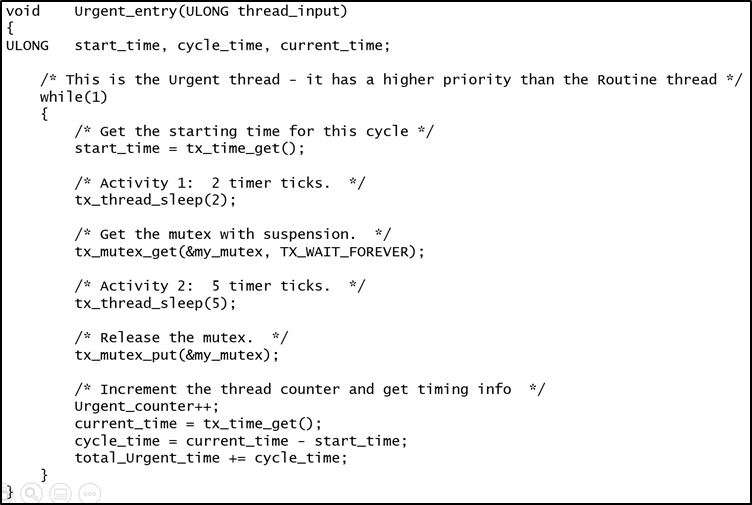 void    Urgent_entry(ULONG thread_input)
{
ULONG   start_time, cycle_time, current_time;
    /* This is the Urgent thread - it has a higher priority than the Routine thread */
    while(1)
    {
        /* Get the starting time for this cycle */
        start_time = tx_time_get();
        /* Activity 1:  2 timer ticks.  */
        tx_thread_sleep(2);
        /* Get the mutex with suspension.  */
        tx_mutex_get(&my_mutex, TX_WAIT_FOREVER);
        /* Activity 2:  5 timer ticks.  */
        tx_thread_sleep(5);
        /* Release the mutex.  */
        tx_mutex_put(&my_mutex);
        /* Increment the thread counter and get timing info  */
        Urgent_counter++;
        current_time = tx_time_get();
        cycle_time = current_time - start_time;
        total_Urgent_time += cycle_time;
    }
}